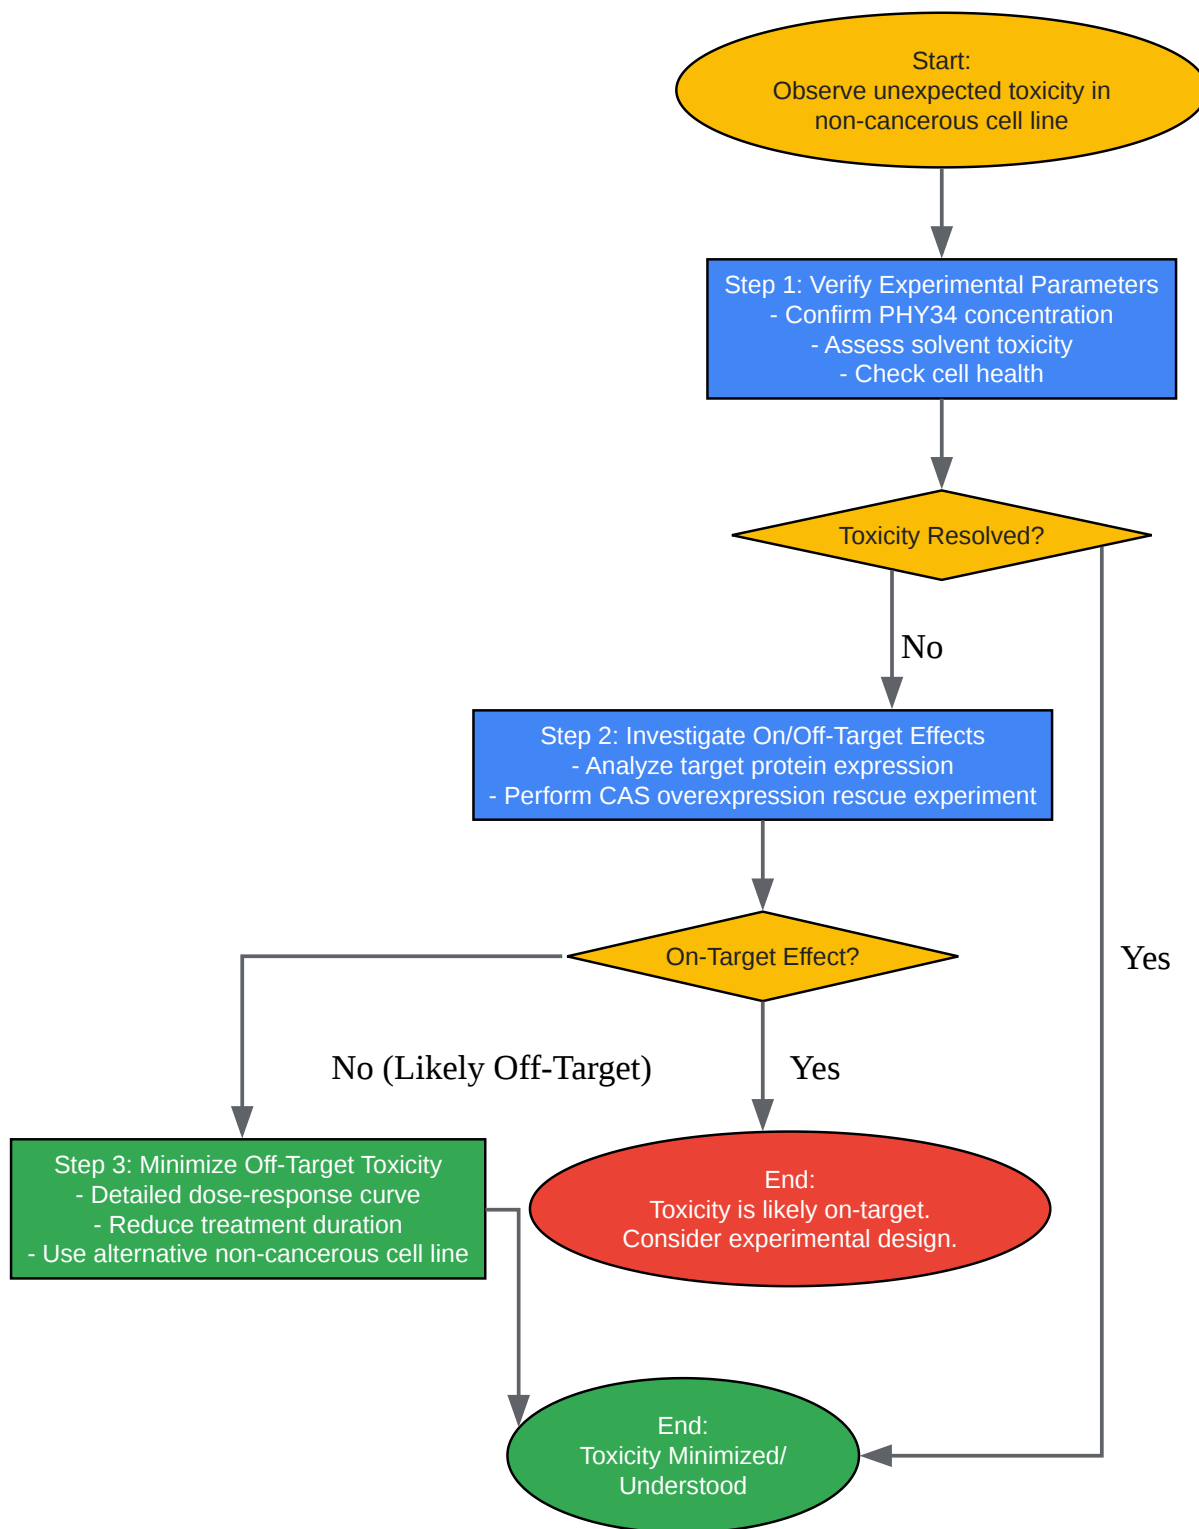 Start:
Observe unexpected toxicity in
non-cancerous cell line
Step 1: Verify Experimental Parameters
- Confirm PHY34 concentration
- Assess solvent toxicity
- Check cell health
Toxicity Resolved?
No
Step 2: Investigate On/Off-Target Effects
- Analyze target protein expression
- Perform CAS overexpression rescue experiment
On-Target Effect?
Yes
No (Likely Off-Target)
Yes
Step 3: Minimize Off-Target Toxicity
- Detailed dose-response curve
- Reduce treatment duration
- Use alternative non-cancerous cell line
End:
Toxicity is likely on-target.
Consider experimental design.
End:
Toxicity Minimized/
Understood